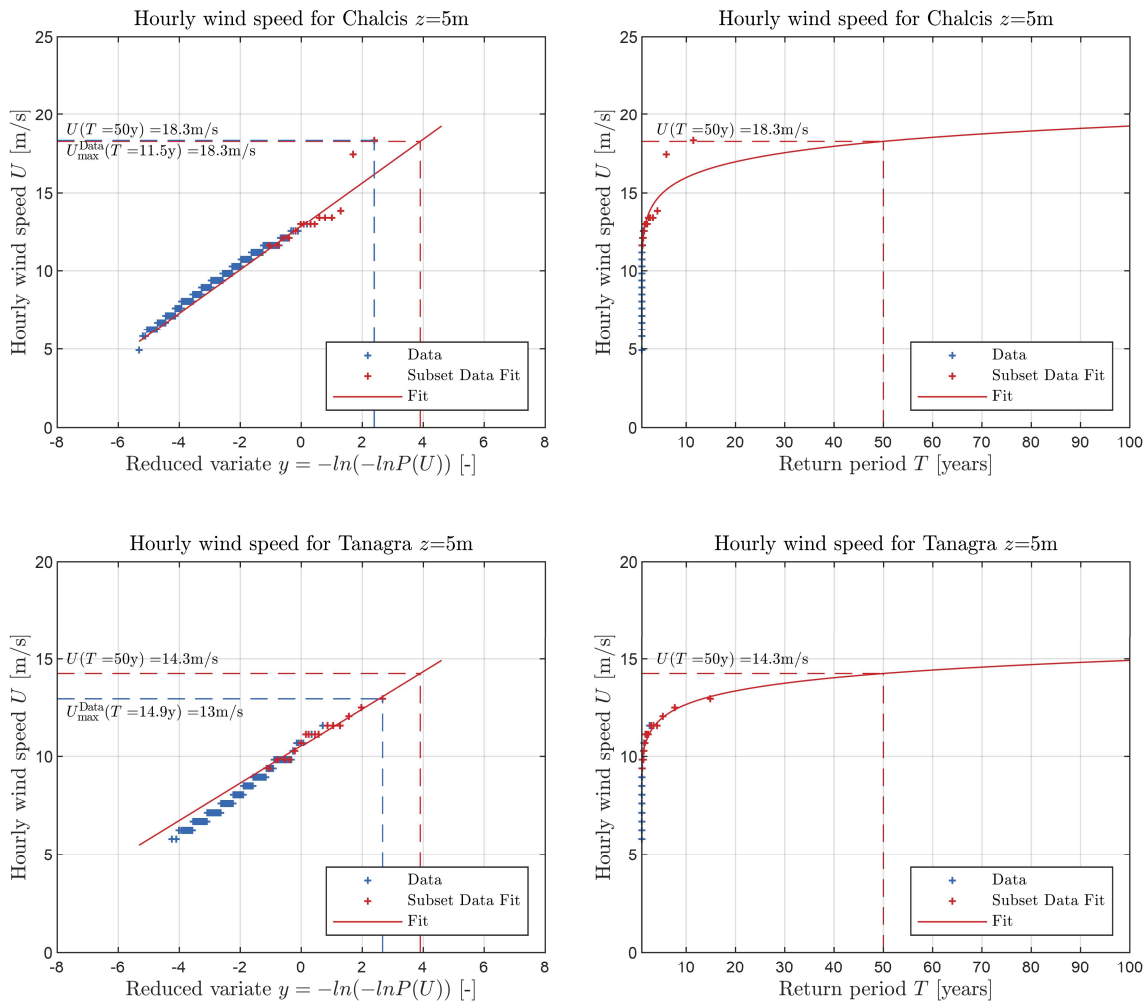 Hourly wind speed for Chalcis z=5m
25
20
15
10
5
0
Hourly wind speed U [m/s]
U(T =50y) =18.3m/s
U_max^Data(T =11.5y) =18.3m/s
Data
Subset Data Fit
Fit
-8 -6 -4 -2 0 2 4 6 8
Reduced variate y = −ln(−lnP(U)) [-]
Hourly wind speed for Chalcis z=5m
25
20
15
10
5
0
Hourly wind speed U [m/s]
U(T =50y) =18.3m/s
Data
Subset Data Fit
Fit
10 20 30 40 50 60 70 80 90 100
Return period T [years]
Hourly wind speed for Tanagra z=5m
20
15
10
5
0
Hourly wind speed U [m/s]
U(T =50y) =14.3m/s
U_max^Data(T =14.9y) =13m/s
Data
Subset Data Fit
Fit
-8 -6 -4 -2 0 2 4 6 8
Reduced variate y = −ln(−lnP(U)) [-]
Hourly wind speed for Tanagra z=5m
20
15
10
5
0
Hourly wind speed U [m/s]
U(T =50y) =14.3m/s
Data
Subset Data Fit
Fit
10 20 30 40 50 60 70 80 90 100
Return period T [years]